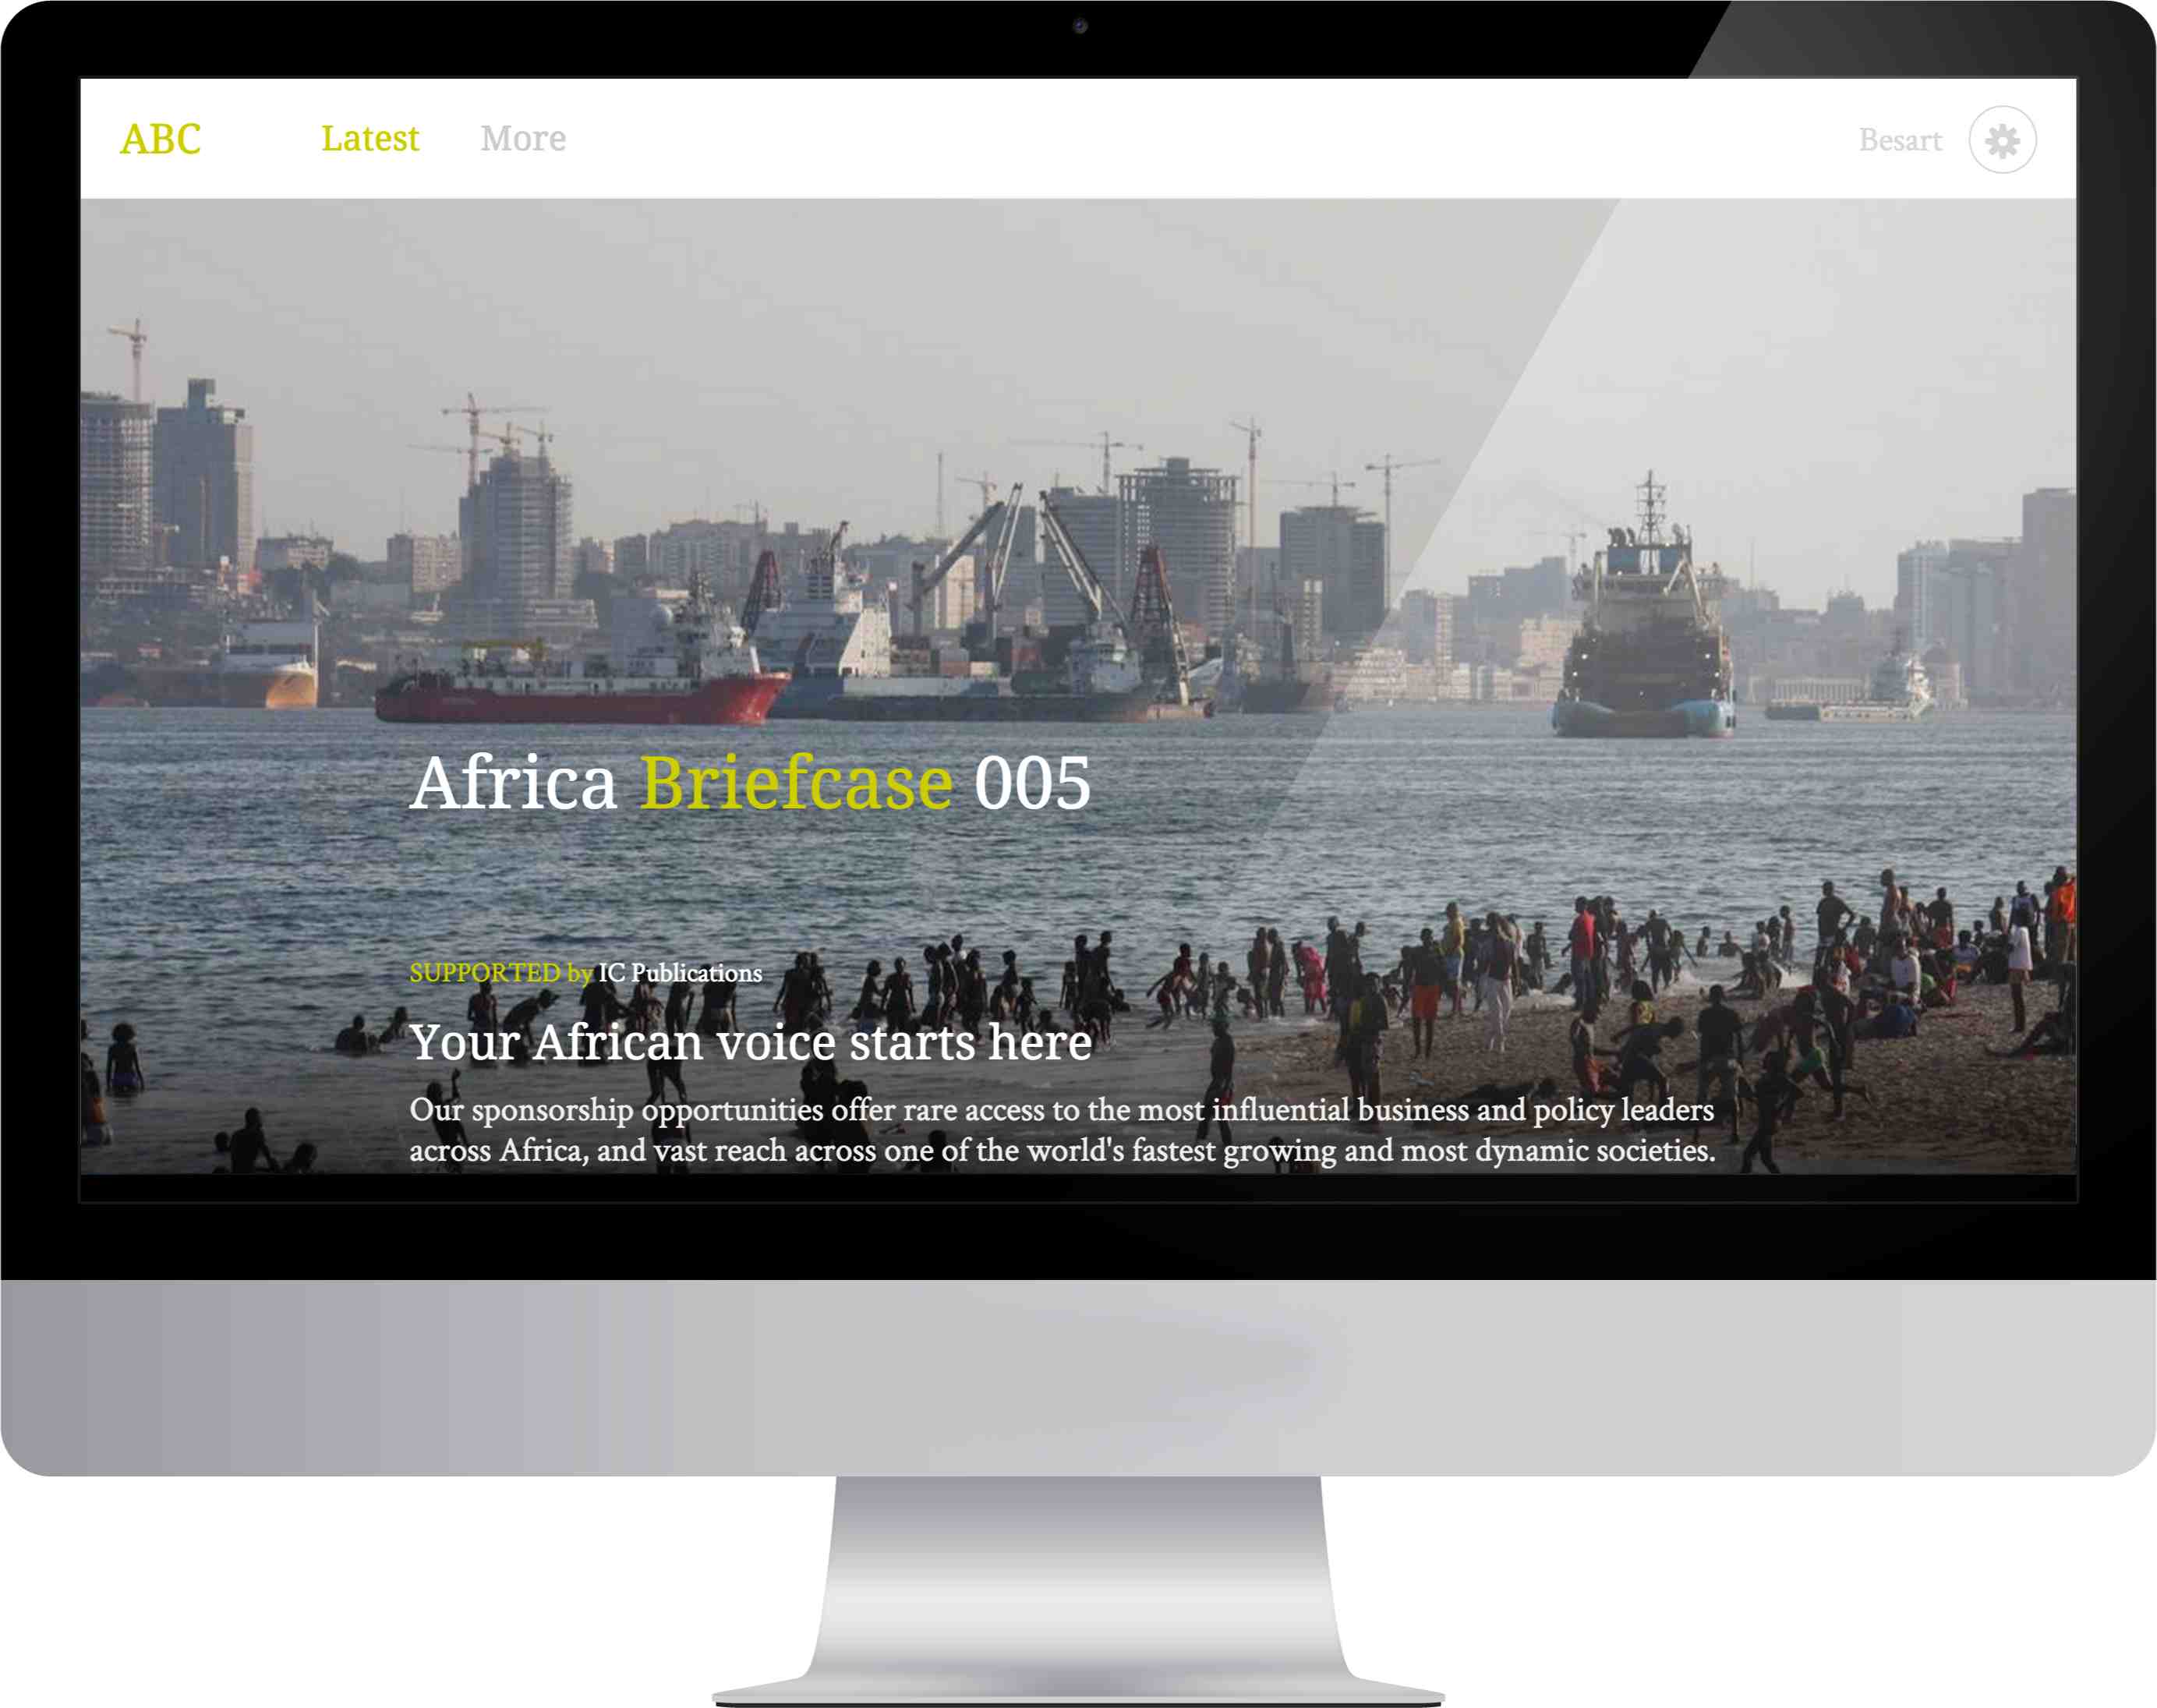 ABC Latest More Besart
Africa Briefcase 005
SUPPORTED by IC Publications
Your African voice starts here
Our sponsorship opportunities offer rare access to the most influential business and policy leaders
across Africa, and vast reach across one of the world's fastest growing and most dynamic societies.